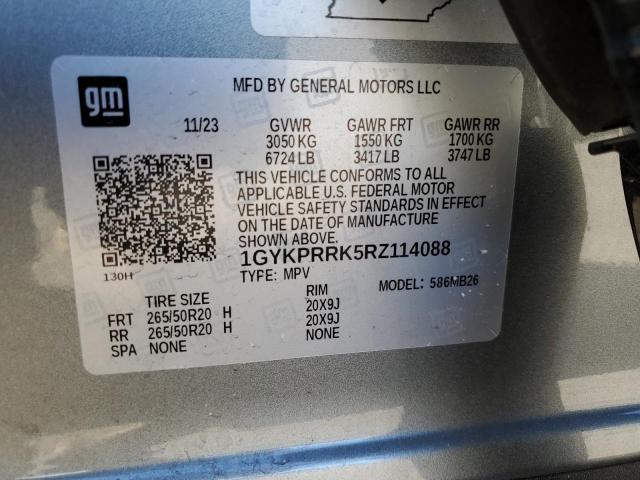 gm
MFD BY GENERAL MOTORS LLC
11/23 GVWR GAWR FRT GAWR RR
3050 KG 1550 KG 1700 KG
6724 LB 3417 LB 3747 LB
THIS VEHICLE CONFORMS TO ALL
APPLICABLE U.S. FEDERAL MOTOR
VEHICLE SAFETY STANDARDS IN EFFECT
ON THE DATE OF MANUFACTURE
SHOWN ABOVE.
1GYKPRRK5RZ114088
130H
TYPE: MPV
MODEL: 586MB26
TIRE SIZE RIM
FRT 265/50R20 H 20X9J
RR 265/50R20 H 20X9J
SPA NONE NONE